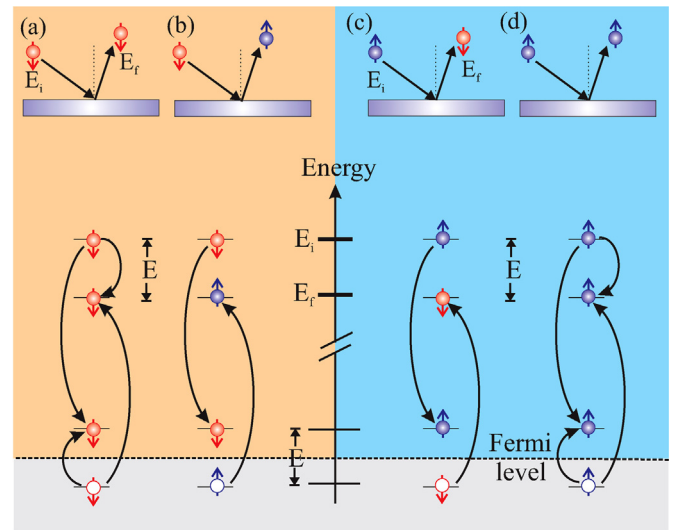 (a)
(b)
(c)
(d)
E_i
E_f
E_i
E_f
Energy
E_i
E
E
E_f
E
Fermi
level